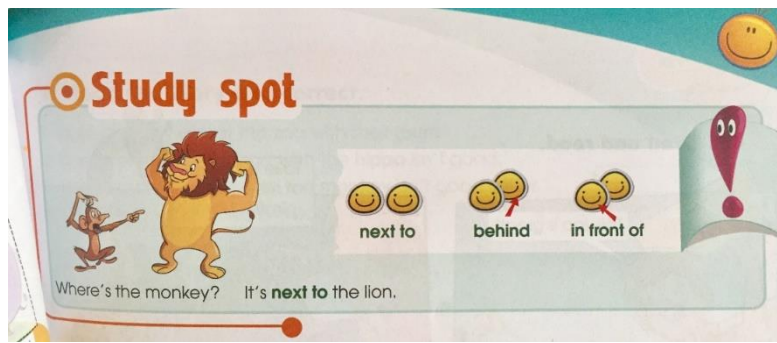 Study spot
next to behind in front of
Where's the monkey? It's next to the lion.